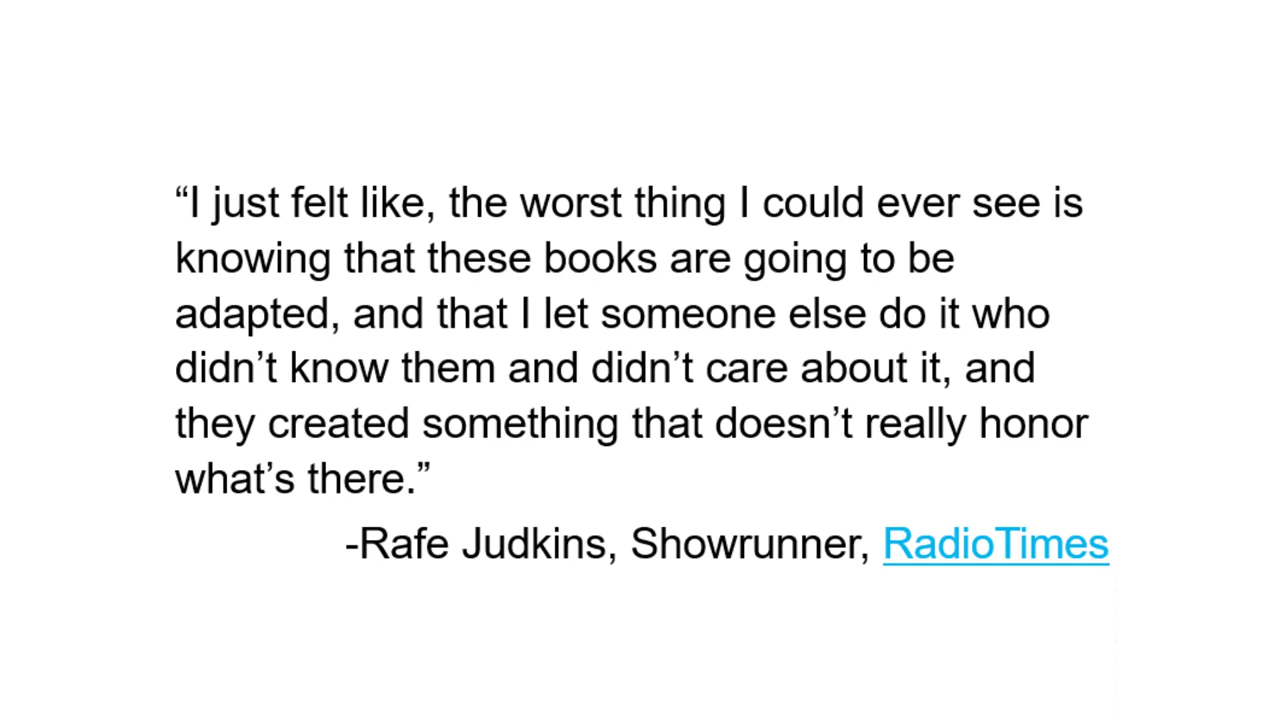 “I just felt like, the worst thing I could ever see is
knowing that these books are going to be
adapted, and that I let someone else do it who
didn’t know them and didn’t care about it, and
they created something that doesn’t really honor
what’s there.”
-Rafe Judkins, Showrunner, RadioTimes